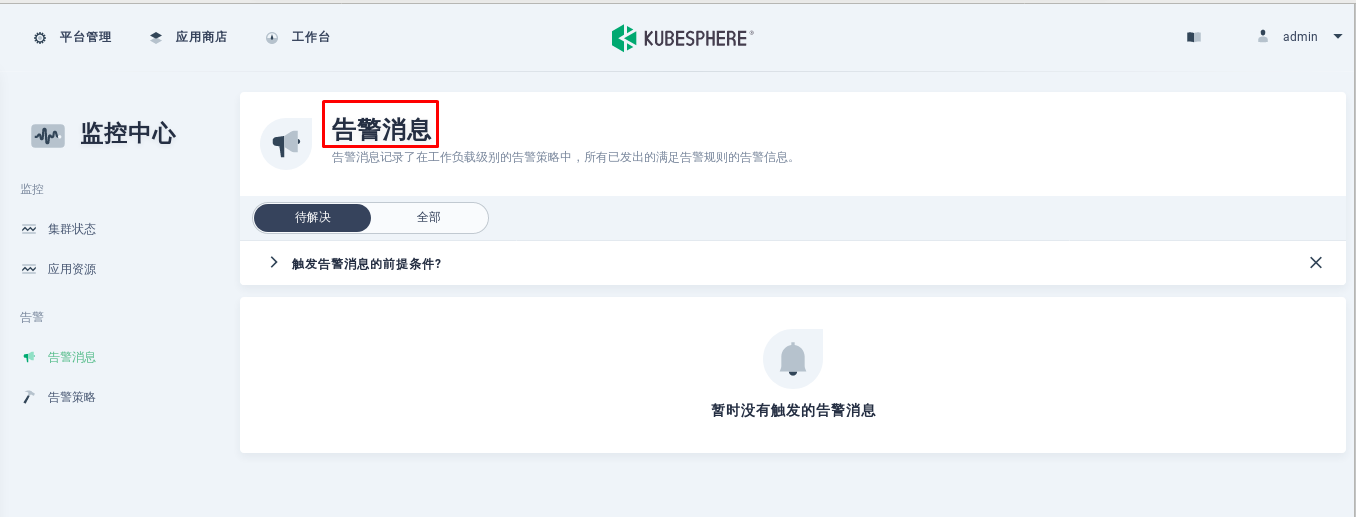 平台管理 应用商店 工作台 KUBESPHERE® admin
监控中心
监控
集群状态
应用资源
告警
告警消息
告警策略
告警消息
告警消息记录了在工作负载级别的告警策略中，所有已发出的满足告警规则的告警信息。
待解决 全部
触发告警消息的前提条件?
暂时没有触发的告警消息